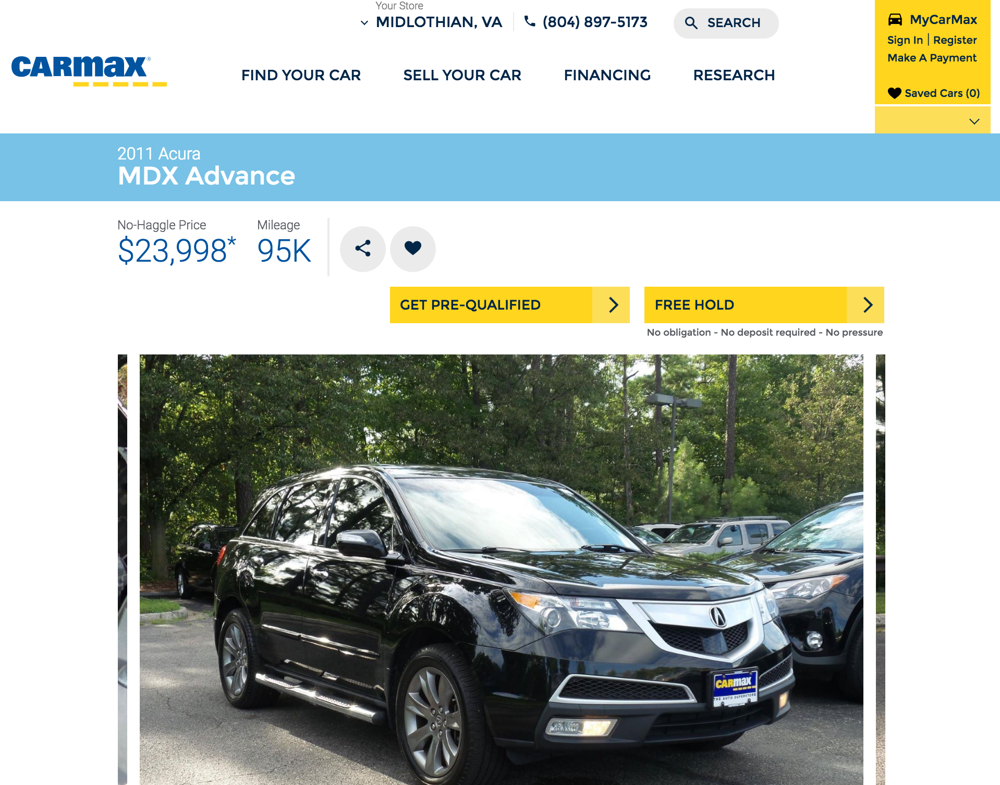 Your Store
MIDLOTHIAN, VA
(804) 897-5173
SEARCH
MyCarMax
Sign In | Register
Make A Payment
Saved Cars (0)
CARMAX®
FIND YOUR CAR
SELL YOUR CAR
FINANCING
RESEARCH
2011 Acura
MDX Advance
No-Haggle Price
$23,998*
Mileage
95K
GET PRE-QUALIFIED
FREE HOLD
No obligation - No deposit required - No pressure
CARMAX
THE AUTO SUPERSTORE